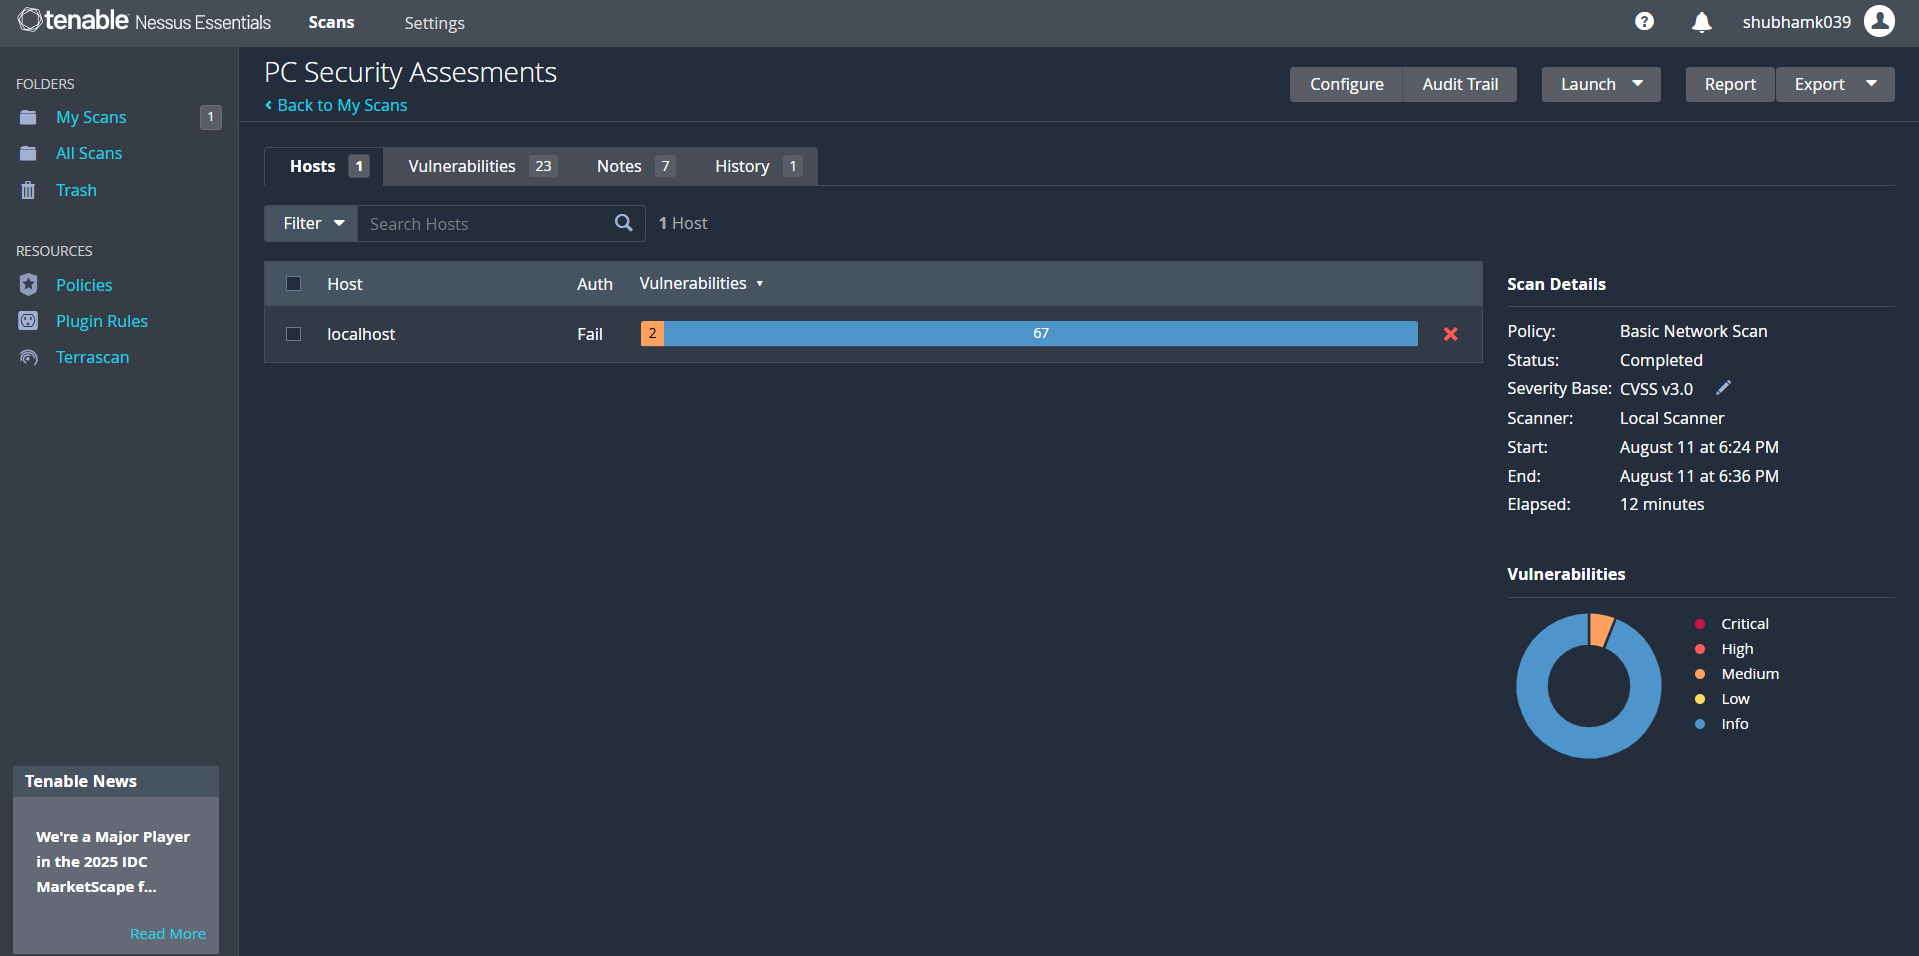 tenable Nessus Essentials Scans Settings ? shubhamk039
FOLDERS
My Scans 1
All Scans
Trash
RESOURCES
Policies
Plugin Rules
Terrascan
Tenable News
We're a Major Player
in the 2025 IDC
MarketScape f...
Read More
PC Security Assesments
Back to My Scans
Configure Audit Trail Launch Report Export
Hosts 1 Vulnerabilities 23 Notes 7 History 1
Filter Search Hosts 1 Host
Host Auth Vulnerabilities
localhost Fail 2 67
Scan Details
Policy: Basic Network Scan
Status: Completed
Severity Base: CVSS v3.0
Scanner: Local Scanner
Start: August 11 at 6:24 PM
End: August 11 at 6:36 PM
Elapsed: 12 minutes
Vulnerabilities
Critical
High
Medium
Low
Info